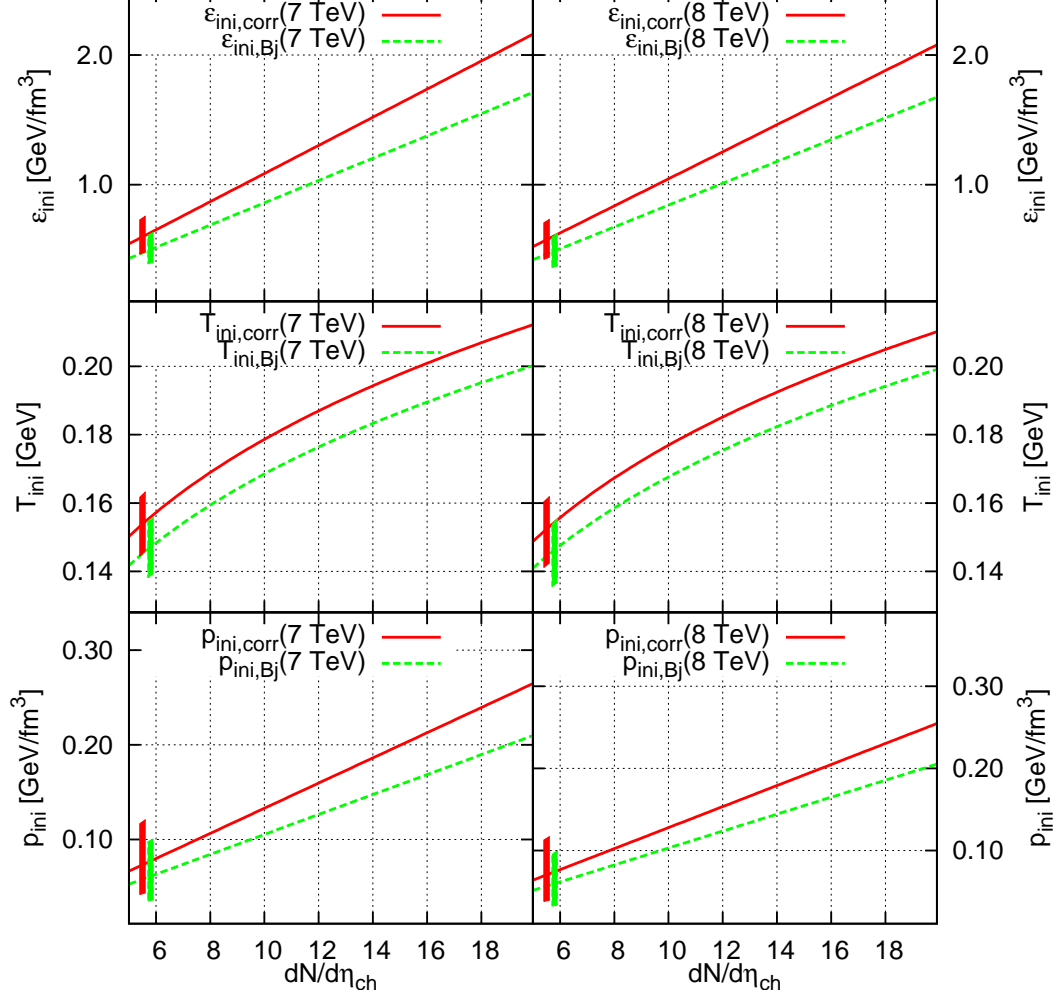 ε_ini,corr(7 TeV)
ε_ini,Bj(7 TeV)
2.0
1.0
ε_ini [GeV/fm^3]
ε_ini,corr(8 TeV)
ε_ini,Bj(8 TeV)
2.0
1.0
ε_ini [GeV/fm^3]
T_ini,corr(7 TeV)
T_ini,Bj(7 TeV)
0.20
0.18
0.16
0.14
T_ini [GeV]
T_ini,corr(8 TeV)
T_ini,Bj(8 TeV)
0.20
0.18
0.16
0.14
T_ini [GeV]
p_ini,corr(7 TeV)
p_ini,Bj(7 TeV)
0.30
0.20
0.10
p_ini [GeV/fm^3]
p_ini,corr(8 TeV)
p_ini,Bj(8 TeV)
0.30
0.20
0.10
p_ini [GeV/fm^3]
6 8 10 12 14 16 18
dN/dη_ch
6 8 10 12 14 16 18
dN/dη_ch